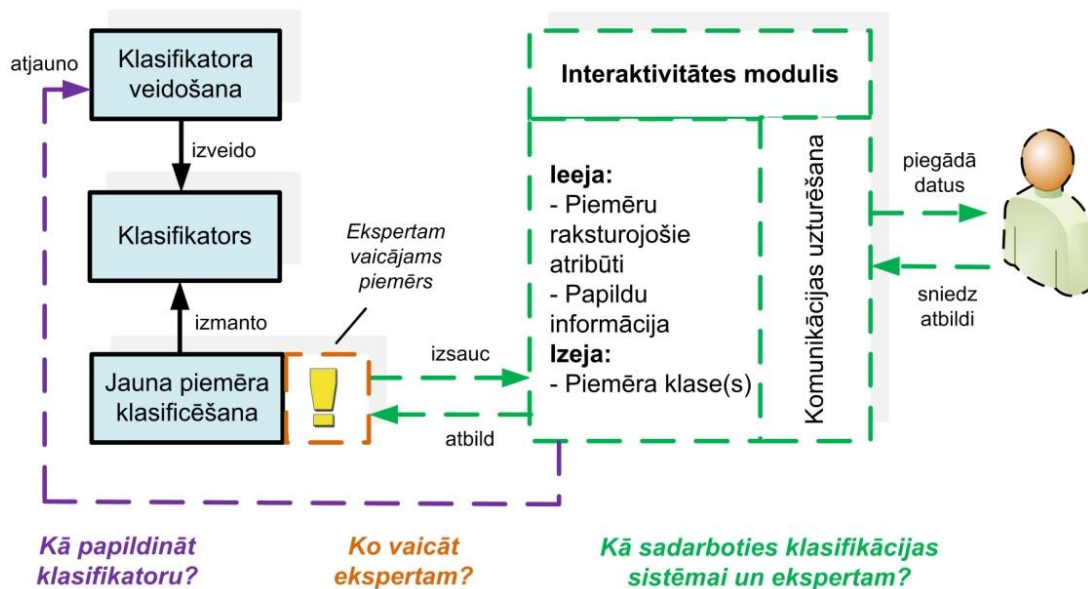 atjauno
Klasifikatora
veidošana
izveido
Klasifikators
izmanto
Jauna piemēra
klasificēšana
Ekspertam
vaicājams
piemērs
!
izsauc
atbild
Interaktivitātes modulis
Ieeja:
- Piemēru
raksturojošie
atribūti
- Papildu
informācija
Izeja:
- Piemēra klase(s)
Komunikācijas uzturēšana
piegādā
datus
sniedz
atbildi
Kā papildināt
klasifikatoru?
Ko vaicāt
ekspertam?
Kā sadarboties klasifikācijas
sistēmai un ekspertam?